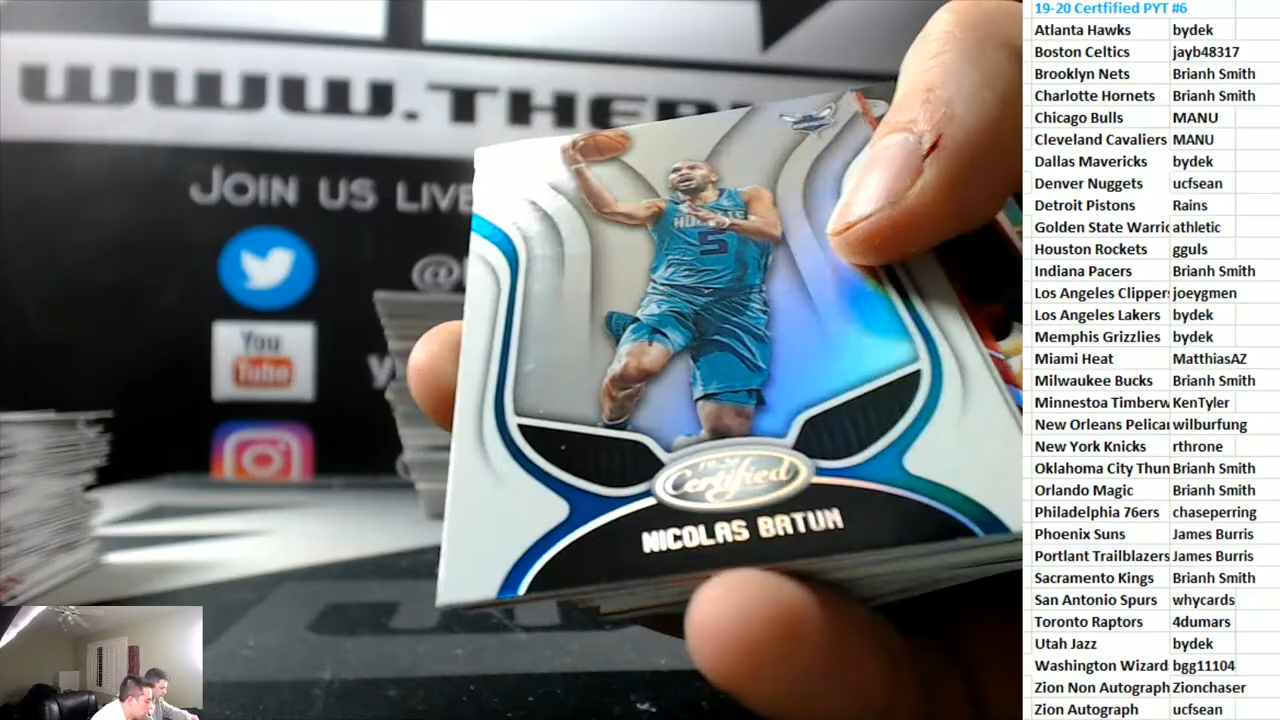 WWW.THE
JOIN US LIVE
@
You
Tube
y
HORNETS
5
19-20
Certified
NICOLAS BATUM
19-20 Certfified PYT #6
Atlanta Hawks bydek
Boston Celtics jayb48317
Brooklyn Nets Brianh Smith
Charlotte Hornets Brianh Smith
Chicago Bulls MANU
Cleveland Cavaliers MANU
Dallas Mavericks bydek
Denver Nuggets ucfsean
Detroit Pistons Rains
Golden State Warric athletic
Houston Rockets gguls
Indiana Pacers Brianh Smith
Los Angeles Clippers joeygmen
Los Angeles Lakers bydek
Memphis Grizzlies bydek
Miami Heat MatthiasAZ
Milwaukee Bucks Brianh Smith
Minnestoa Timberw KenTyler
New Orleans Pelican wilburfung
New York Knicks rthrone
Oklahoma City Thun Brianh Smith
Orlando Magic Brianh Smith
Philadelphia 76ers chaseperring
Phoenix Suns James Burris
Portlant Trailblazers James Burris
Sacramento Kings Brianh Smith
San Antonio Spurs whycards
Toronto Raptors 4dumars
Utah Jazz bydek
Washington Wizard bgg11104
Zion Non Autograph Zionchaser
Zion Autograph ucfsean